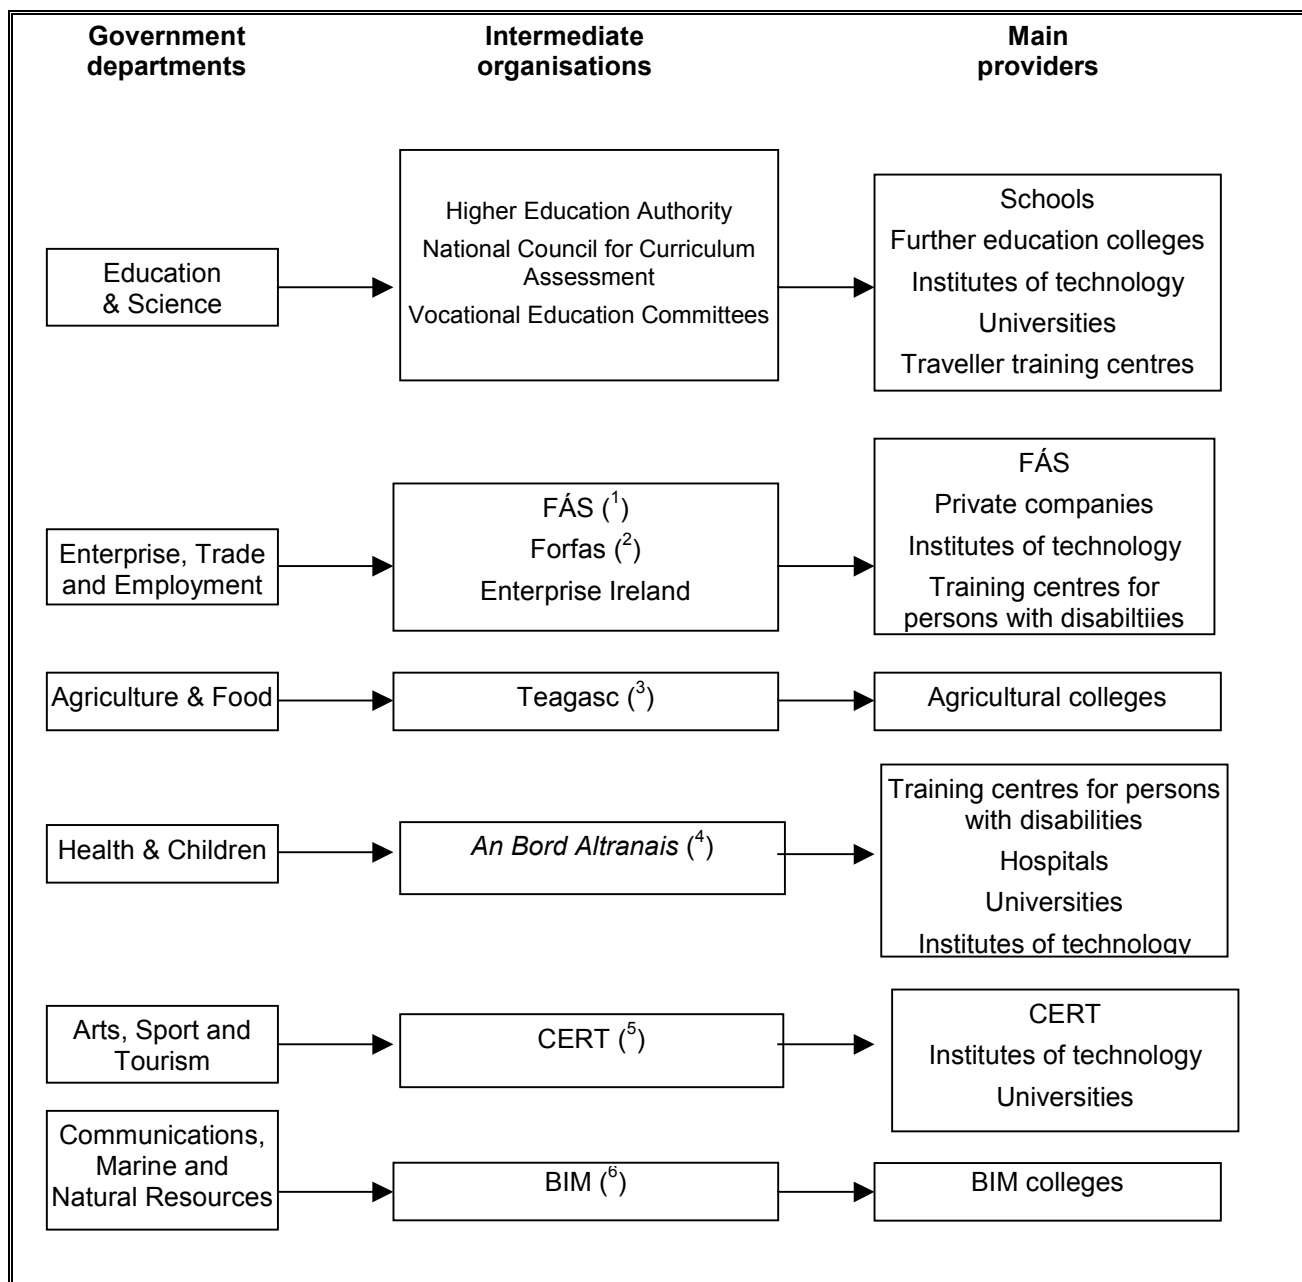 Government
departments
Intermediate
organisations
Main
providers
Education
& Science
Higher Education Authority
National Council for Curriculum
Assessment
Vocational Education Committees
Schools
Further education colleges
Institutes of technology
Universities
Traveller training centres
Enterprise, Trade
and Employment
FÁS (¹)
Forfas (²)
Enterprise Ireland
FÁS
Private companies
Institutes of technology
Training centres for
persons with disabiltiies
Agriculture & Food
Teagasc (³)
Agricultural colleges
Health & Children
An Bord Altranais (⁴)
Training centres for persons
with disabilities
Hospitals
Universities
Institutes of technology
Arts, Sport and
Tourism
CERT (⁵)
CERT
Institutes of technology
Universities
Communications,
Marine and
Natural Resources
BIM (⁶)
BIM colleges